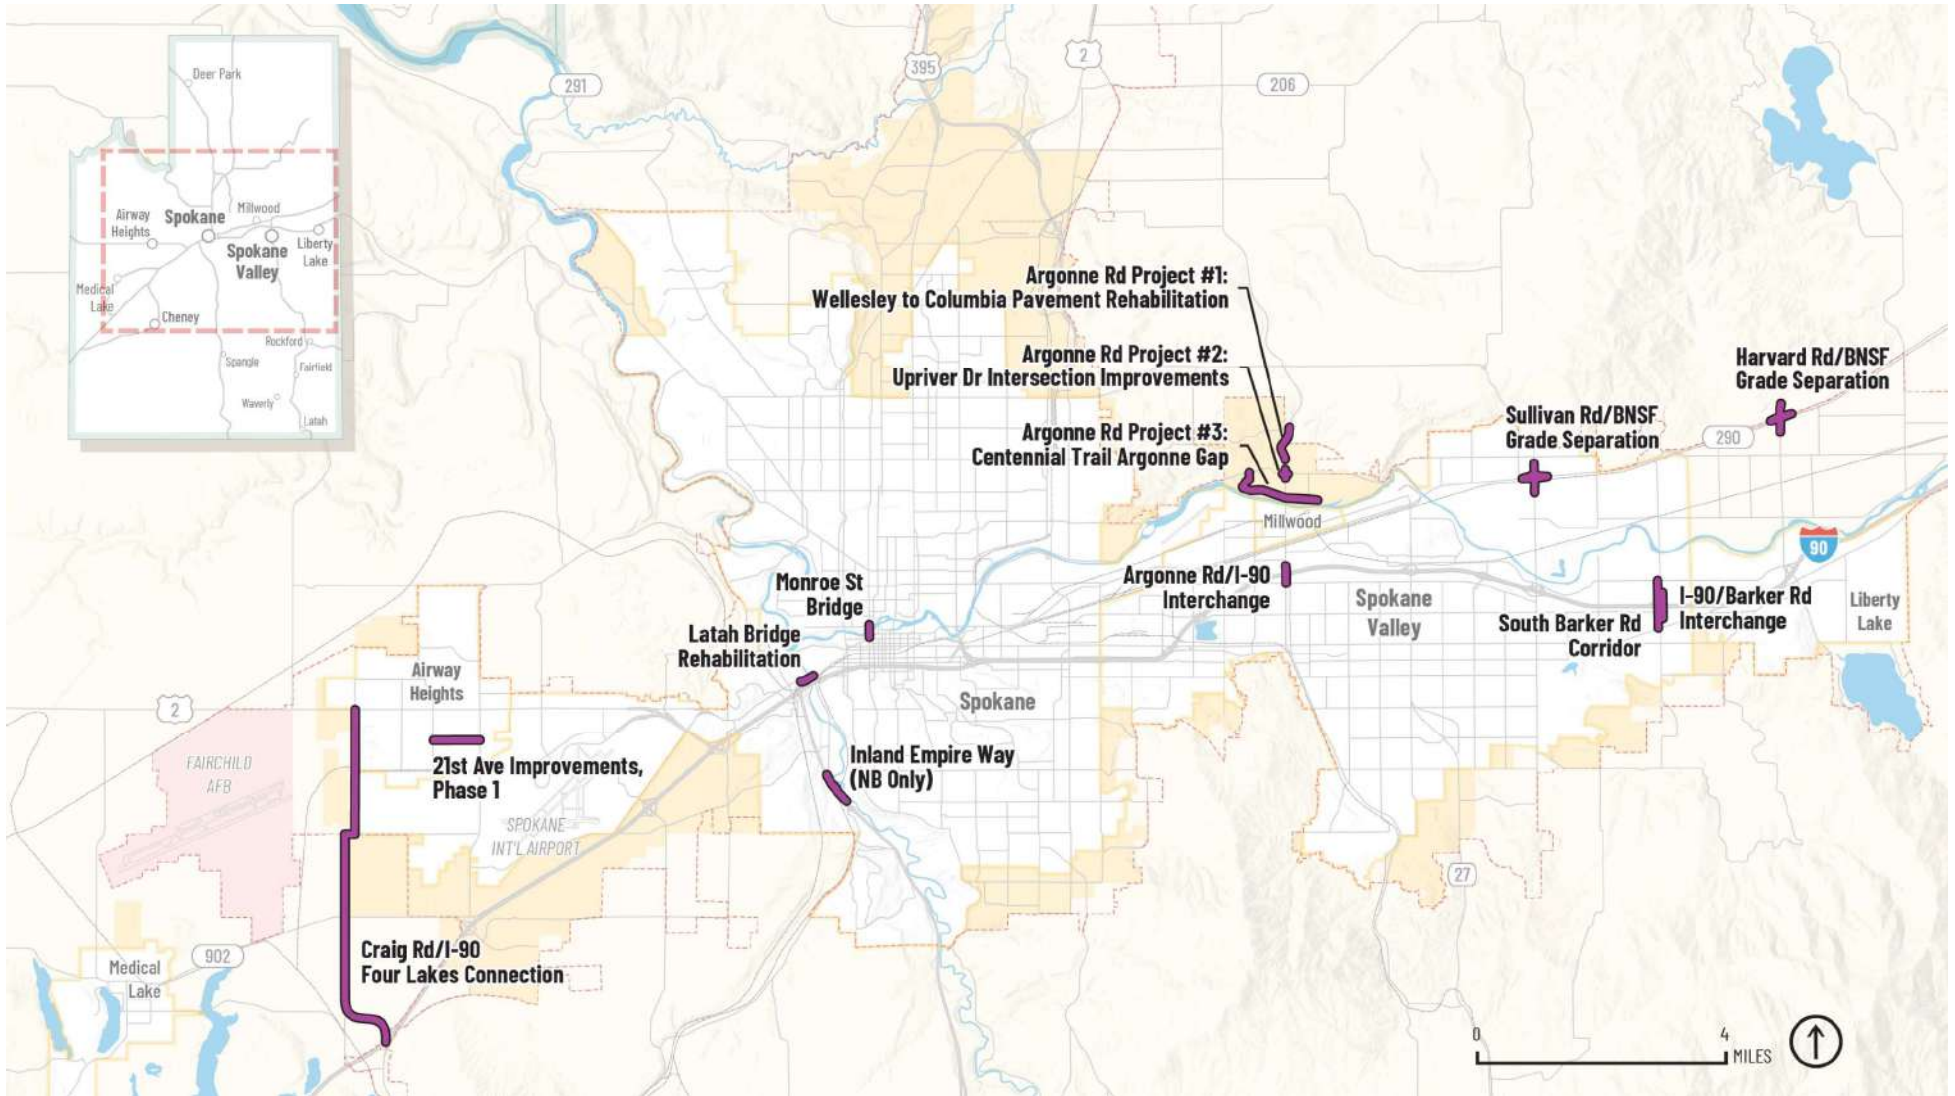 Deer Park
Airway
Heights
Spokane
Millwood
Spokane
Valley
Liberty
Lake
Medical
Lake
Cheney
Rockford
Spangle
Fairfield
Waverly
Latah
291
395
2
206
Argonne Rd Project #1:
Wellesley to Columbia Pavement Rehabilitation
Argonne Rd Project #2:
Upriver Dr Intersection Improvements
Argonne Rd Project #3:
Centennial Trail Argonne Gap
Millwood
Sullivan Rd/BNSF
Grade Separation
Harvard Rd/BNSF
Grade Separation
290
90
Monroe St
Bridge
Latah Bridge
Rehabilitation
Argonne Rd/I-90
Interchange
Spokane
Valley
South Barker Rd
Corridor
I-90/Barker Rd
Interchange
Liberty
Lake
Airway
Heights
Spokane
2
FAIRCHILD
AFB
21st Ave Improvements,
Phase 1
SPOKANE
INT'L AIRPORT
Inland Empire Way
(NB Only)
27
902
Medical
Lake
Craig Rd/I-90
Four Lakes Connection
0
4
MILES